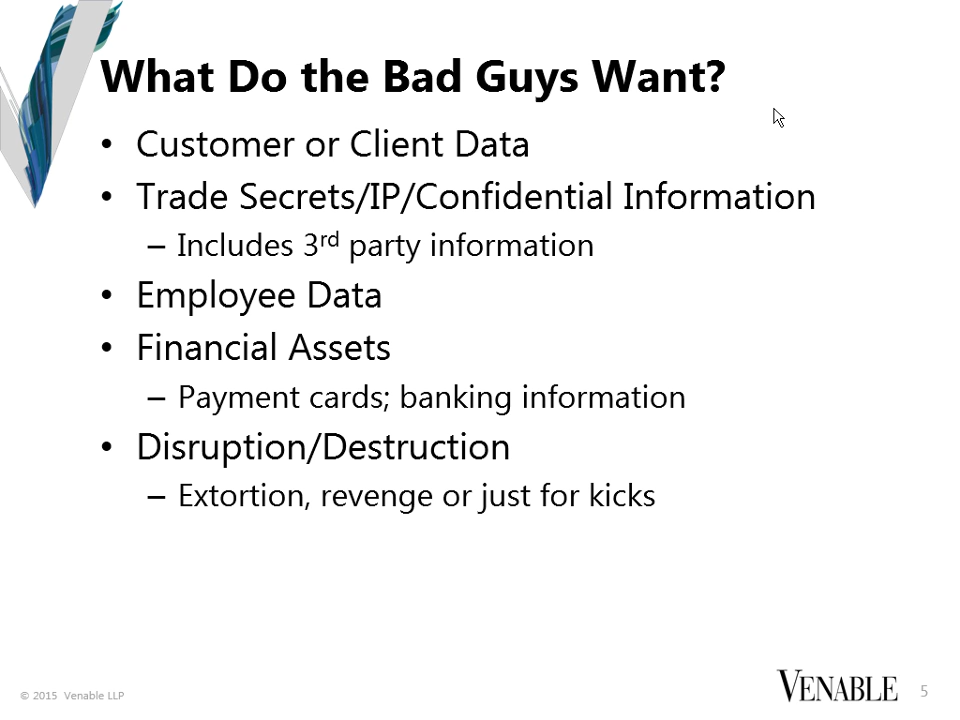 What Do the Bad Guys Want?
• Customer or Client Data
• Trade Secrets/IP/Confidential Information
– Includes 3rd party information
• Employee Data
• Financial Assets
– Payment cards; banking information
• Disruption/Destruction
– Extortion, revenge or just for kicks
© 2015 Venable LLP
VENABLE
5